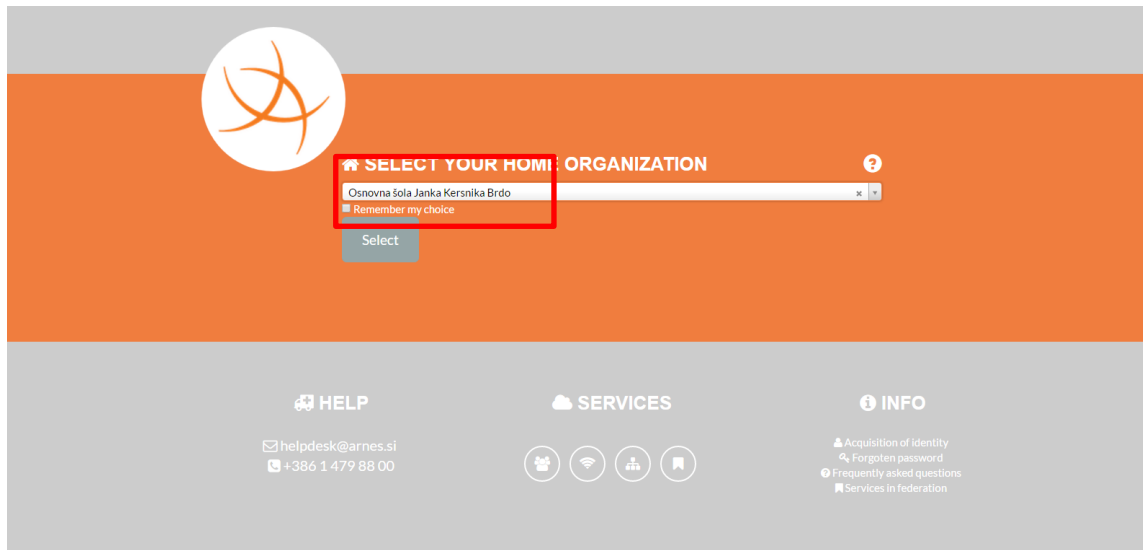 SELECT YOUR HOME ORGANIZATION
Osnovna šola Janka Kersnika Brdo
Remember my choice
Select
HELP
helpdesk@arnes.si
+386 1 479 88 00
SERVICES
INFO
Acquisition of identity
Forgoten password
Frequently asked questions
Services in federation